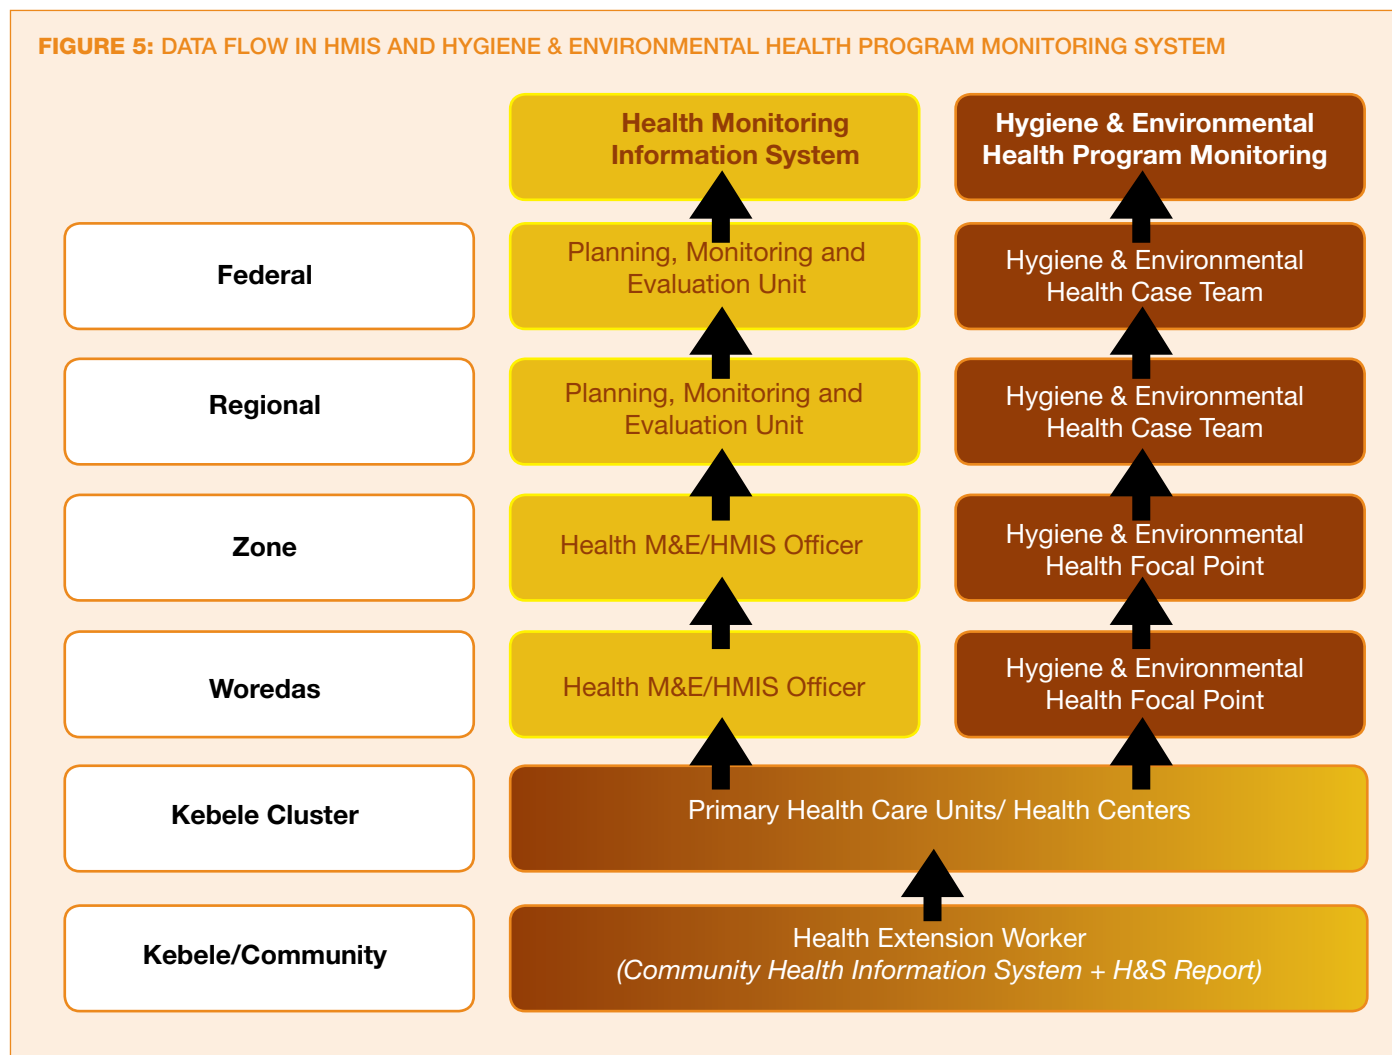 FIGURE 5: DATA FLOW IN HMIS AND HYGIENE & ENVIRONMENTAL HEALTH PROGRAM MONITORING SYSTEM
Health Monitoring
Information System
Hygiene & Environmental
Health Program Monitoring
Federal
Planning, Monitoring and
Evaluation Unit
Hygiene & Environmental
Health Case Team
Regional
Planning, Monitoring and
Evaluation Unit
Hygiene & Environmental
Health Case Team
Zone
Health M&E/HMIS Officer
Hygiene & Environmental
Health Focal Point
Woredas
Health M&E/HMIS Officer
Hygiene & Environmental
Health Focal Point
Kebele Cluster
Primary Health Care Units/ Health Centers
Kebele/Community
Health Extension Worker
(Community Health Information System + H&S Report)